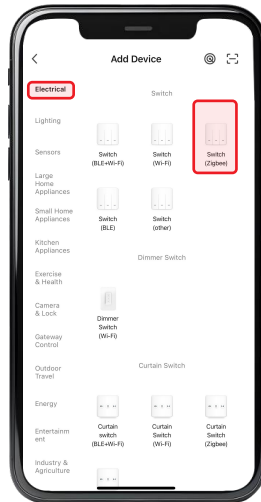 Add Device
Electrical
Lighting
Sensors
Large
Home
Appliances
Small Home
Appliances
Kitchen
Appliances
Exercise
& Health
Camera
& Lock
Gateway
Control
Outdoor
Travel
Energy
Entertainm
ent
Industry &
Agriculture
Switch
Switch
(BLE+Wi-Fi)
Switch
(Wi-Fi)
Switch
(Zigbee)
Switch
(BLE)
Switch
(other)
Dimmer Switch
Dimmer
Switch
(Wi-Fi)
Curtain Switch
Curtain
switch
(BLE+Wi-Fi)
Curtain
Switch
(Wi-Fi)
Curtain
Switch
(Zigbee)